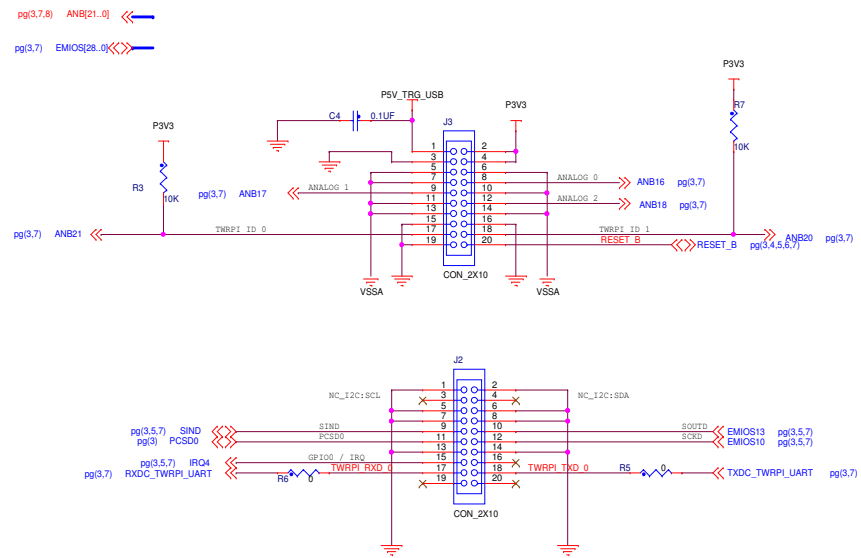 pg(3,7,8) ANB[21..0]
pg(3,7) EMIOS[28..0]
P3V3
P5V_TRG_USB
R7
C4 0.1UF
P3V3
J3
P3V3
10K
1 2
3 4
5 6
7 8 ANALOG 0 ANB16 pg(3,7)
R3
10K
pg(3,7) ANB17 ANALOG 1 9 10
11 12 ANALOG 2 ANB18 pg(3,7)
13 14
15 16
pg(3,7) ANB21 TWRPI ID 0 17 18 TWRPI ID 1 ANB20 pg(3,7)
19 20 RESET_B RESET_B pg(3,4,5,6,7)
CON_2X10
VSSA VSSA
J2
1 2
NC_I2C:SCL 3 4 NC_I2C:SDA
5 6
7 8
pg(3,5,7) SIND SIND 9 10 SOUTD EMIOS13 pg(3,5,7)
pg(3) PCSD0 PCSD0 11 12 SCKD EMIOS10 pg(3,5,7)
13 14
pg(3,5,7) IRQ4 GPIO0 / IRQ 15 16
pg(3,7) RXDC_TWRPI_UART R6 0 TWRPI_RXD_0 17 18 TWRPI_TXD_0 R5 0 TXDC_TWRPI_UART pg(3,7)
19 20
CON_2X10